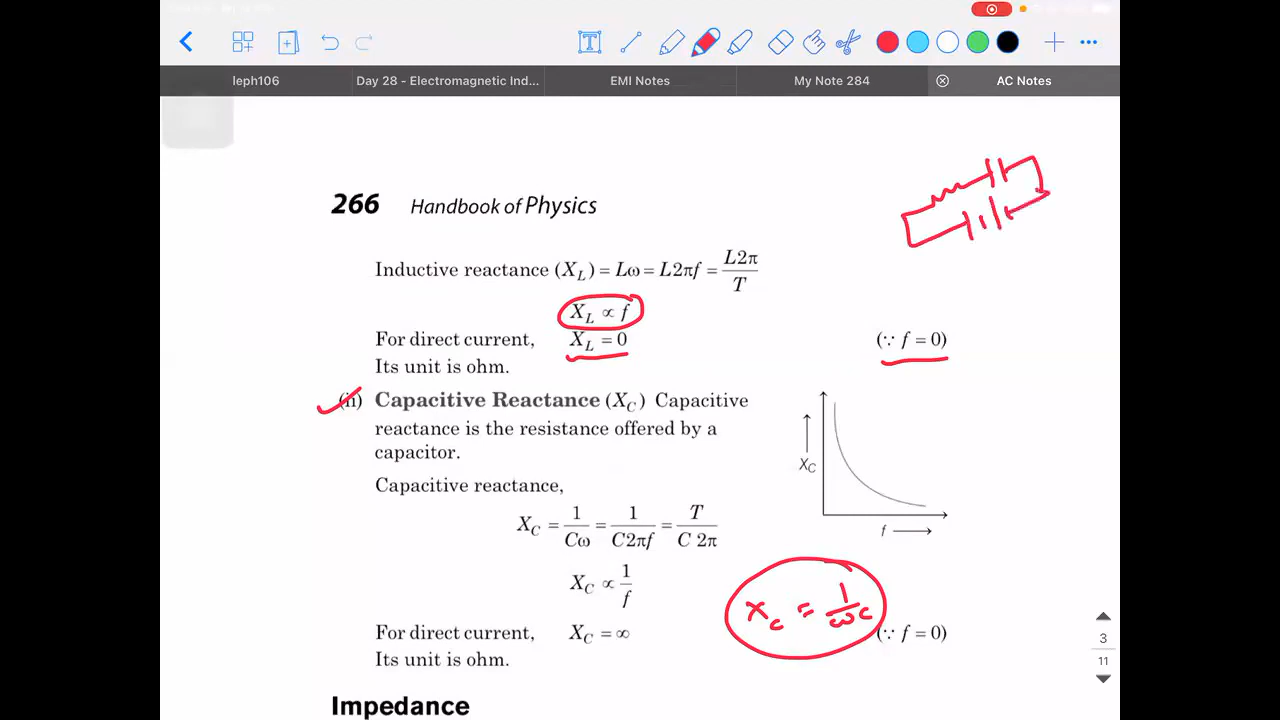 leph106 Day 28 - Electromagnetic Ind... EMI Notes My Note 284 AC Notes
266 Handbook of Physics
Inductive reactance (X_L) = Lω = L2πf = L2π/T
X_L ∝ f
For direct current, X_L = 0 (∵ f = 0)
Its unit is ohm.
(ii) Capacitive Reactance (X_C) Capacitive
reactance is the resistance offered by a
capacitor.
Capacitive reactance,
X_C = 1/Cω = 1/C2πf = T/C 2π
X_C ∝ 1/f
For direct current, X_C = ∞ (∵ f = 0)
Its unit is ohm.
Impedance
X_C
f
x_c = 1/ωc
3
11